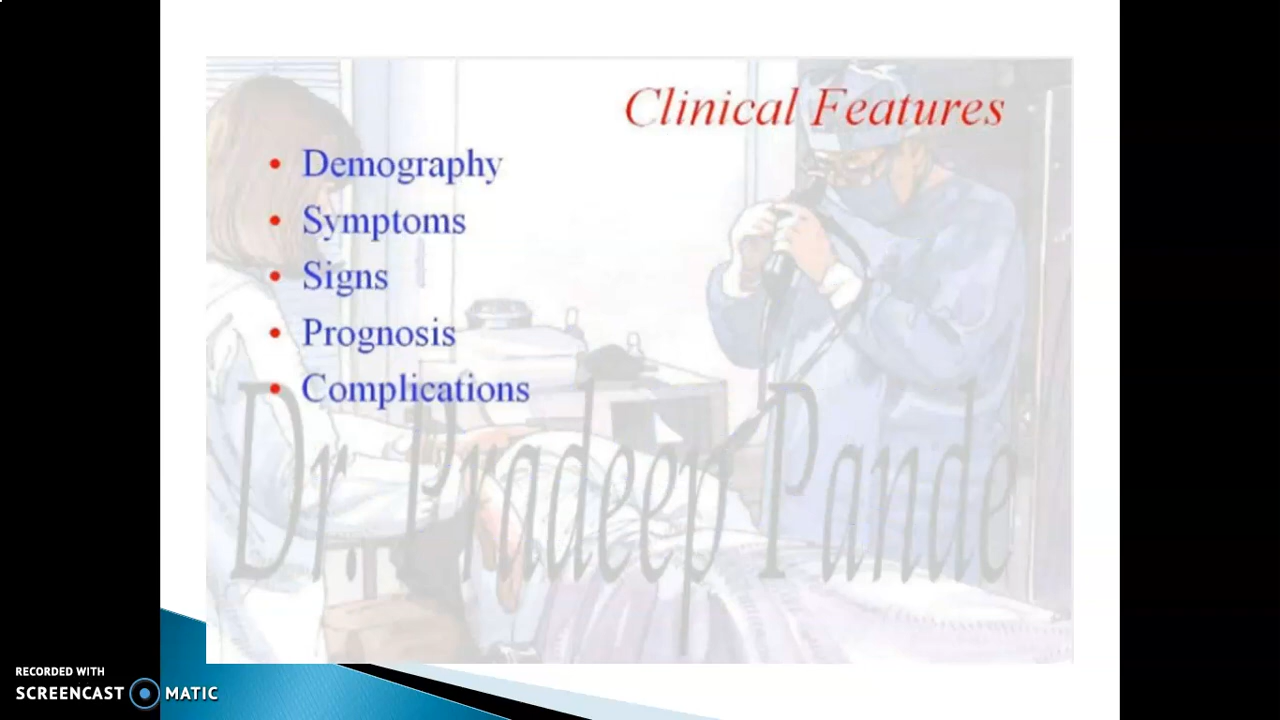 Clinical Features
• Demography
• Symptoms
• Signs
• Prognosis
• Complications
Dr. Pradeep Pande
RECORDED WITH
SCREENCAST MATIC